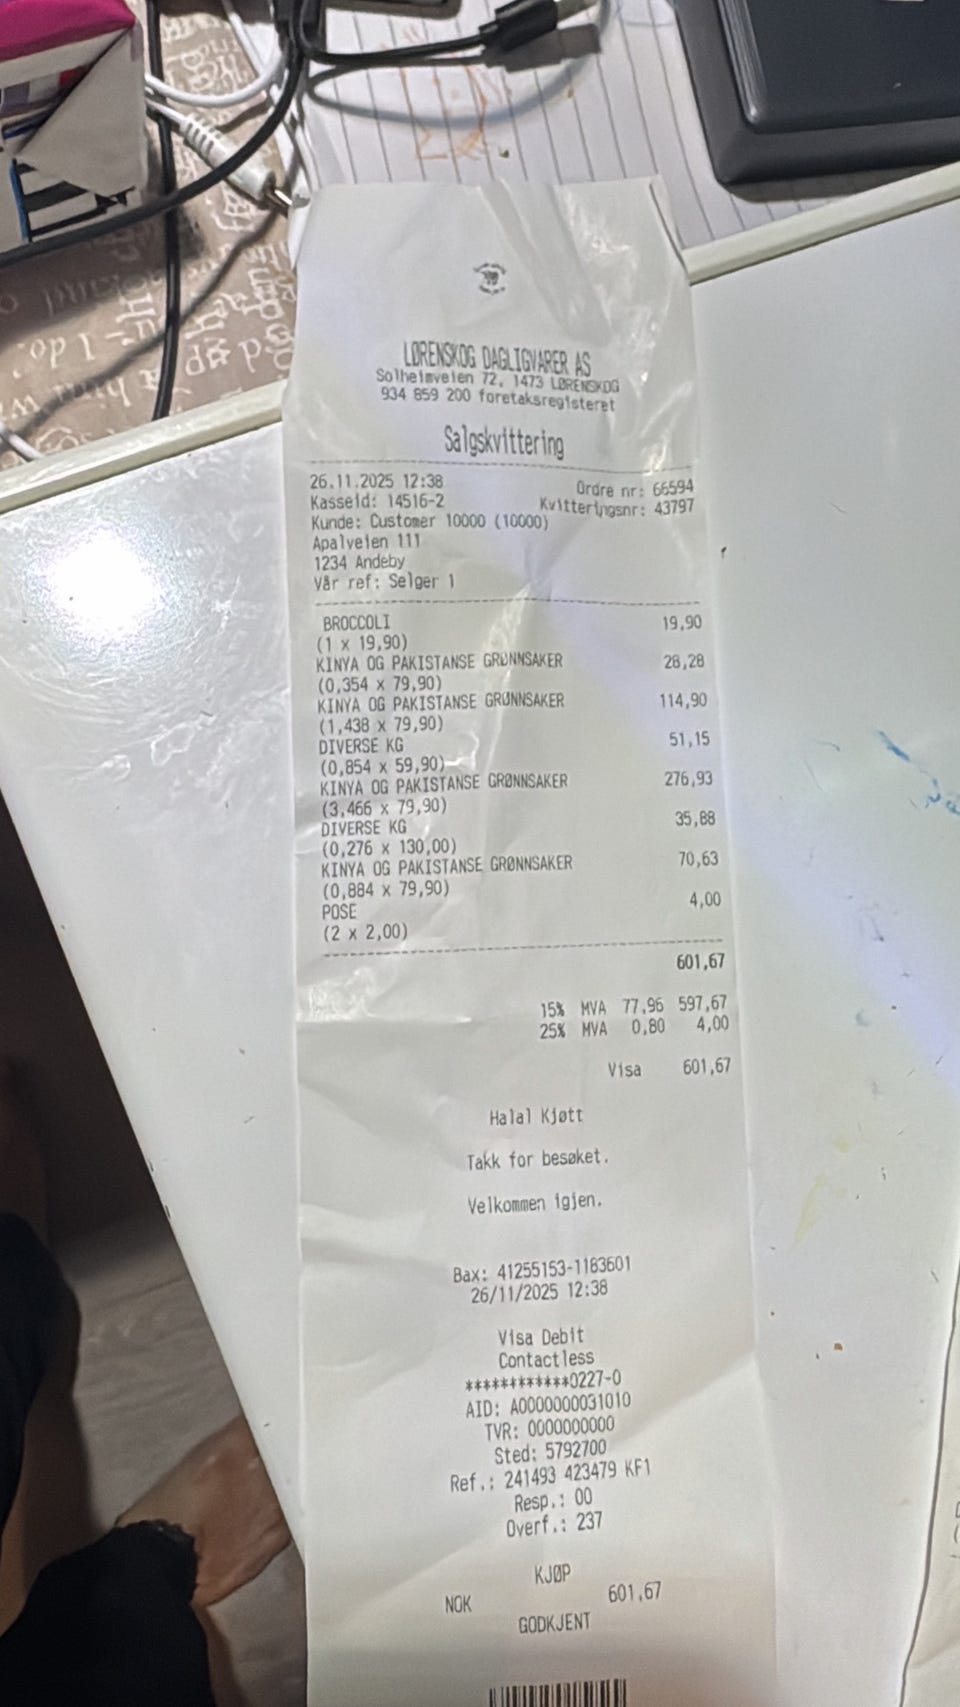 LØRENSKOG DAGLIGVARER AS
Solheimveien 72, 1473 LØRENSKOG
934 859 200 foretaksregisteret
Salgskvittering
26.11.2025 12:38 Ordre nr: 66594
Kasseid: 14516-2 Kvitteringsnr: 43797
Kunde: Customer 10000 (10000)
Apalveien 111
1234 Andeby
Vår ref: Selger 1
BROCCOLI 19,90
(1 x 19,90)
KINYA OG PAKISTANSE GRØNNSAKER 28,28
(0,354 x 79,90)
KINYA OG PAKISTANSE GRØNNSAKER 114,90
(1,438 x 79,90)
DIVERSE KG 51,15
(0,854 x 59,90)
KINYA OG PAKISTANSE GRØNNSAKER 276,93
(3,466 x 79,90)
DIVERSE KG 35,88
(0,276 x 130,00)
KINYA OG PAKISTANSE GRØNNSAKER 70,63
(0,884 x 79,90)
POSE 4,00
(2 x 2,00)
601,67
15% MVA 77,96 597,67
25% MVA 0,80 4,00
Visa 601,67
Halal Kjøtt
Takk for besøket.
Velkommen igjen.
Bax: 41255153-1183601
26/11/2025 12:38
Visa Debit
Contactless
************0227-0
AID: A0000000031010
TVR: 0000000000
Sted: 5792700
Ref.: 241493 423479 KF1
Resp.: 00
Overf.: 237
KJØP
NOK 601,67
GODKJENT